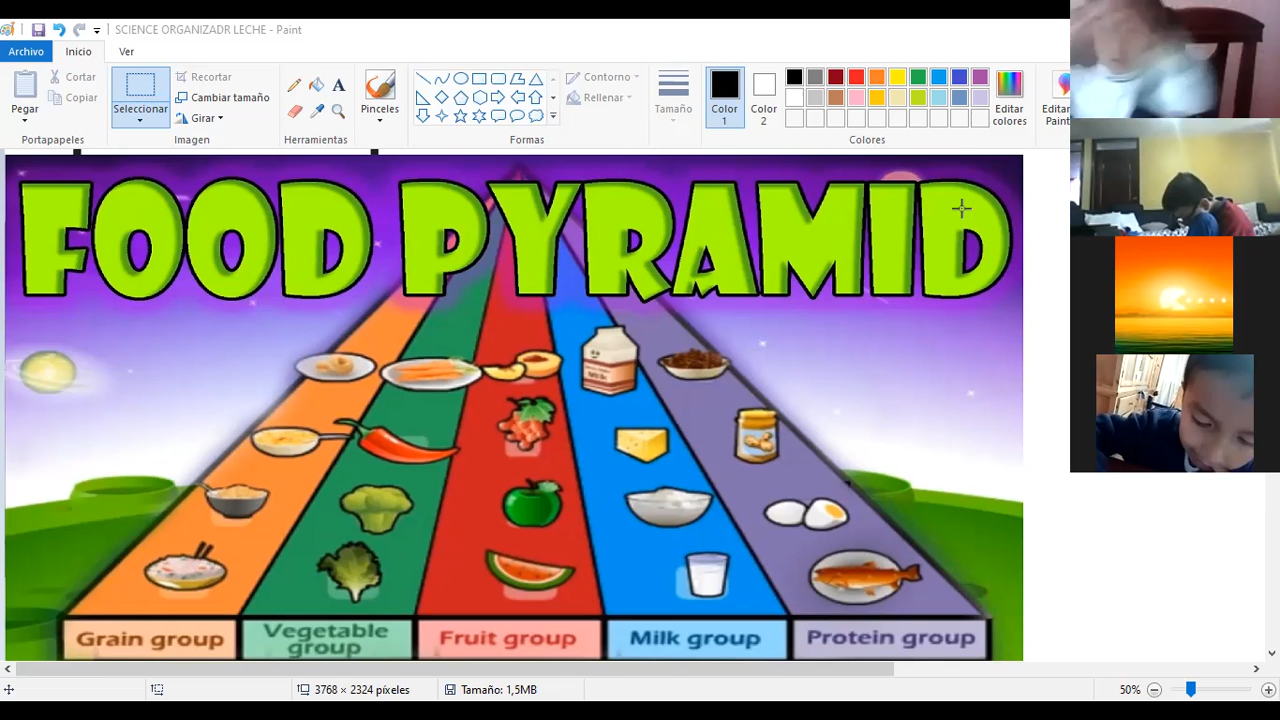 SCIENCE ORGANIZADR LECHE - Paint
Archivo Inicio Ver
Pegar
Cortar
Copiar
Portapapeles
Seleccionar
Recortar
Cambiar tamaño
Girar
Imagen
A
Herramientas
Pinceles
Contorno
Rellenar
Formas
Tamaño
Color
1
Color
2
Editar
colores
Editar
Paint
Colores
FOOD PYRAMID
Grain group
Vegetable
group
Fruit group
Milk group
Protein group
3768 × 2324 píxeles
Tamaño: 1,5MB
50%